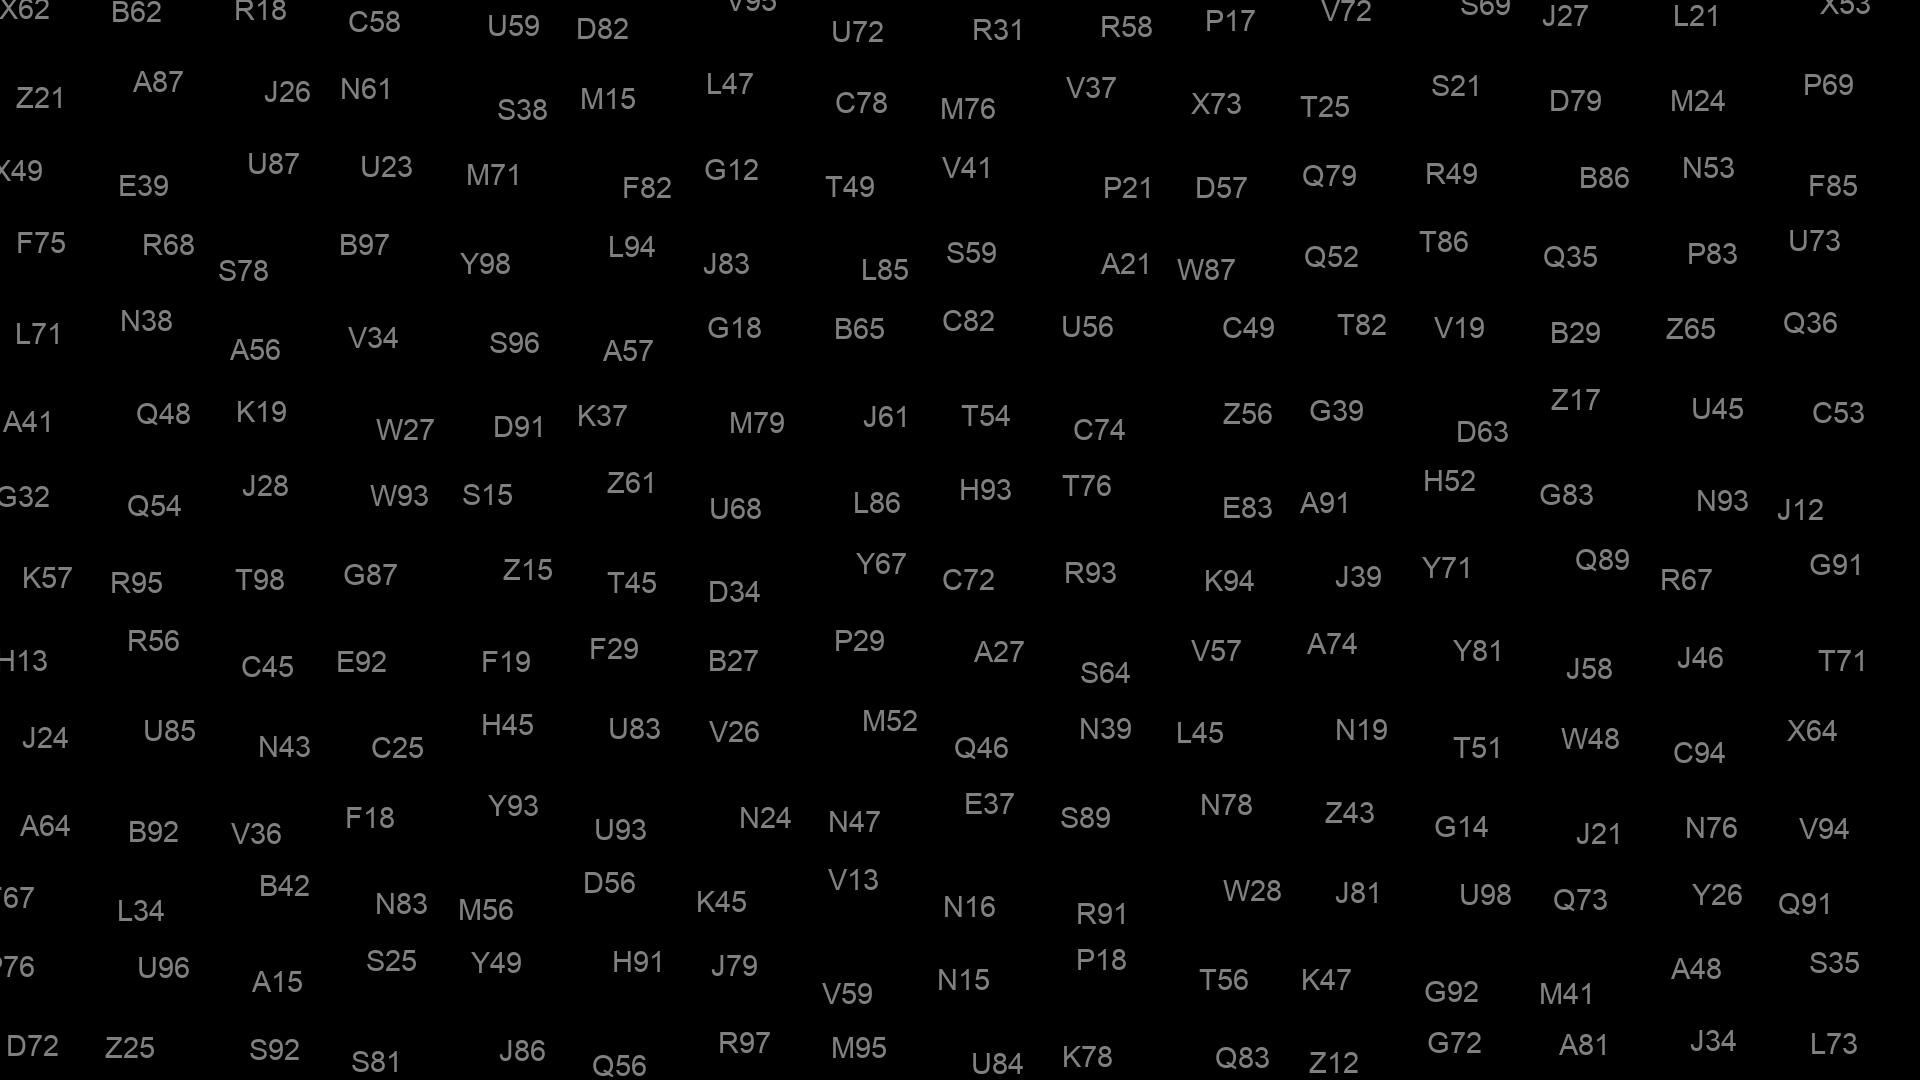 X62 B62 R18 C58 U59 D82 V95 U72 R31 R58 P17 V72 S69 J27 L21 X53
Z21 A87 J26 N61 S38 M15 L47 C78 M76 V37 X73 T25 S21 D79 M24 P69
X49 E39 U87 U23 M71 F82 G12 T49 V41 P21 D57 Q79 R49 B86 N53 F85
F75 R68 S78 B97 Y98 L94 J83 L85 S59 A21 W87 Q52 T86 Q35 P83 U73
L71 N38 A56 V34 S96 A57 G18 B65 C82 U56 C49 T82 V19 B29 Z65 Q36
A41 Q48 K19 W27 D91 K37 M79 J61 T54 C74 Z56 G39 D63 Z17 U45 C53
G32 Q54 J28 W93 S15 Z61 U68 L86 H93 T76 E83 A91 H52 G83 N93 J12
K57 R95 T98 G87 Z15 T45 D34 Y67 C72 R93 K94 J39 Y71 Q89 R67 G91
H13 R56 C45 E92 F19 F29 B27 P29 A27 S64 V57 A74 Y81 J58 J46 T71
J24 U85 N43 C25 H45 U83 V26 M52 Q46 N39 L45 N19 T51 W48 C94 X64
A64 B92 V36 F18 Y93 U93 N24 N47 E37 S89 N78 Z43 G14 J21 N76 V94
L34 B42 N83 M56 D56 K45 V13 N16 R91 W28 J81 U98 Q73 Y26 Q91
U96 A15 S25 Y49 H91 J79 V59 N15 P18 T56 K47 G92 M41 A48 S35
D72 Z25 S92 S81 J86 Q56 R97 M95 U84 K78 Q83 Z12 G72 A81 J34 L73